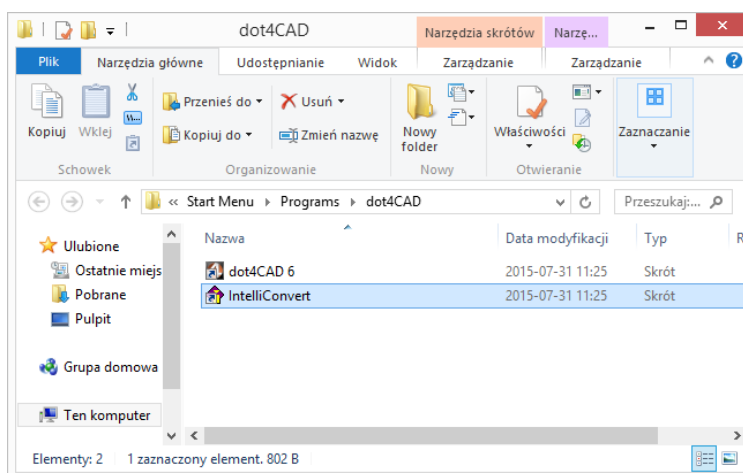 dot4CAD
Narzędzia skrótów
Narzę...
Plik
Narzędzia główne
Udostępnianie
Widok
Zarządzanie
Zarządzanie
Kopiuj
Wklej
Schowek
Przenieś do
Kopiuj do
Usuń
Zmień nazwę
Organizowanie
Nowy
folder
Nowy
Właściwości
Otwieranie
Zaznaczanie
« Start Menu Programs dot4CAD
Przeszukaj:...
Ulubione
Ostatnie miejs
Pobrane
Pulpit
Grupa domowa
Ten komputer
Nazwa Data modyfikacji Typ R
dot4CAD 6 2015-07-31 11:25 Skrót
IntelliConvert 2015-07-31 11:25 Skrót
Elementy: 2 1 zaznaczony element. 802 B